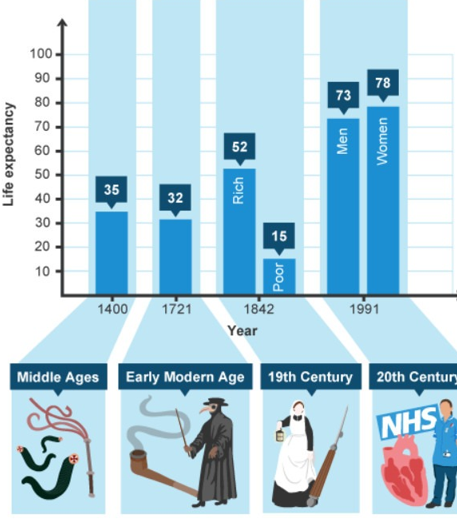 Life expectancy
100
90
80
70
60
50
40
30
20
10
35
32
52
Rich
15
Poor
73
Men
78
Women
1400
1721
1842
1991
Year
Middle Ages
Early Modern Age
19th Century
20th Century
NHS